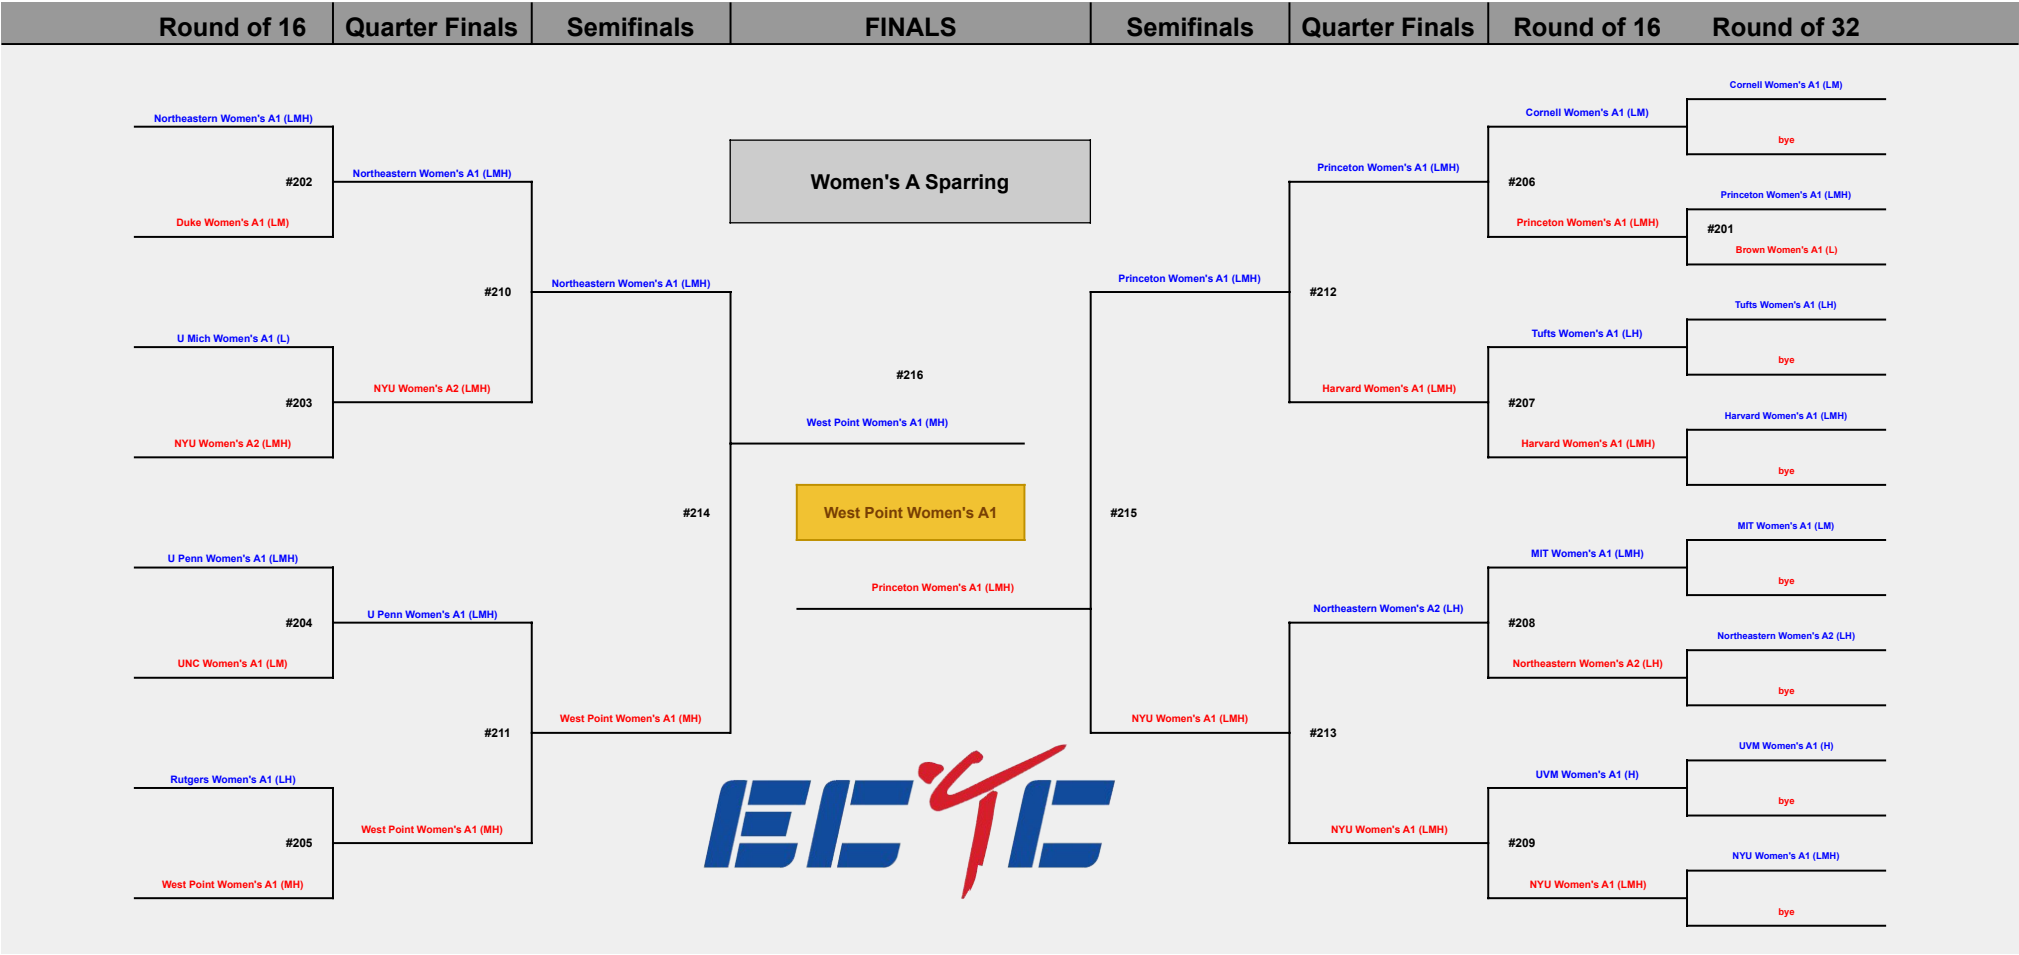 Round of 16
Quarter Finals
Semifinals
FINALS
Semifinals
Quarter Finals
Round of 16
Round of 32
Northeastern Women's A1 (LMH)
#202
Duke Women's A1 (LM)
U Mich Women's A1 (L)
#203
NYU Women's A2 (LMH)
U Penn Women's A1 (LMH)
#204
UNC Women's A1 (LM)
Rutgers Women's A1 (LH)
#205
West Point Women's A1 (MH)
Northeastern Women's A1 (LMH)
#210
NYU Women's A2 (LMH)
U Penn Women's A1 (LMH)
#211
West Point Women's A1 (MH)
Northeastern Women's A1 (LMH)
#214
West Point Women's A1 (MH)
Women's A Sparring
#216
West Point Women's A1 (MH)
West Point Women's A1
Princeton Women's A1 (LMH)
ECTC
Princeton Women's A1 (LMH)
#215
NYU Women's A1 (LMH)
Princeton Women's A1 (LMH)
#212
Harvard Women's A1 (LMH)
Northeastern Women's A2 (LH)
#213
NYU Women's A1 (LMH)
Cornell Women's A1 (LM)
#206
Princeton Women's A1 (LMH)
Tufts Women's A1 (LH)
#207
Harvard Women's A1 (LMH)
MIT Women's A1 (LMH)
#208
Northeastern Women's A2 (LH)
UVM Women's A1 (H)
#209
NYU Women's A1 (LMH)
Cornell Women's A1 (LM)
bye
Princeton Women's A1 (LMH)
#201
Brown Women's A1 (L)
Tufts Women's A1 (LH)
bye
Harvard Women's A1 (LMH)
bye
MIT Women's A1 (LM)
bye
Northeastern Women's A2 (LH)
bye
UVM Women's A1 (H)
bye
NYU Women's A1 (LMH)
bye